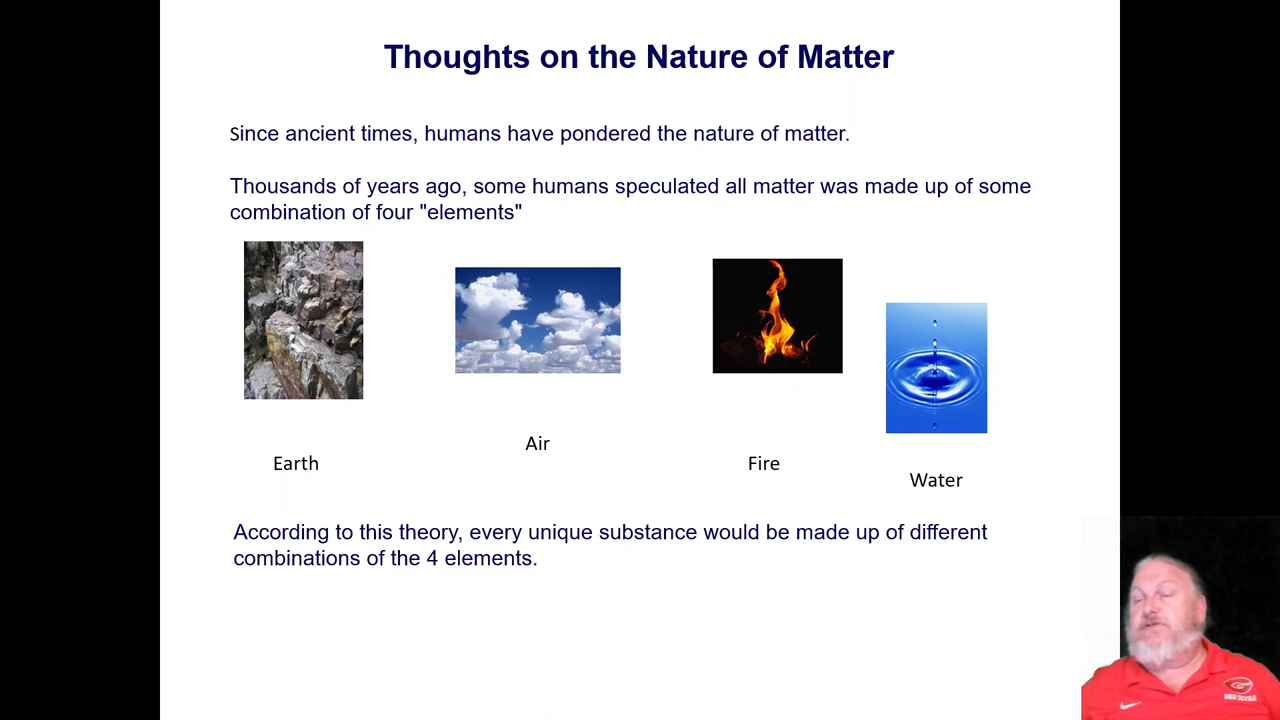 Thoughts on the Nature of Matter
Since ancient times, humans have pondered the nature of matter.
Thousands of years ago, some humans speculated all matter was made up of some
combination of four "elements"
Earth
Air
Fire
Water
According to this theory, every unique substance would be made up of different
combinations of the 4 elements.
RED DEVILS